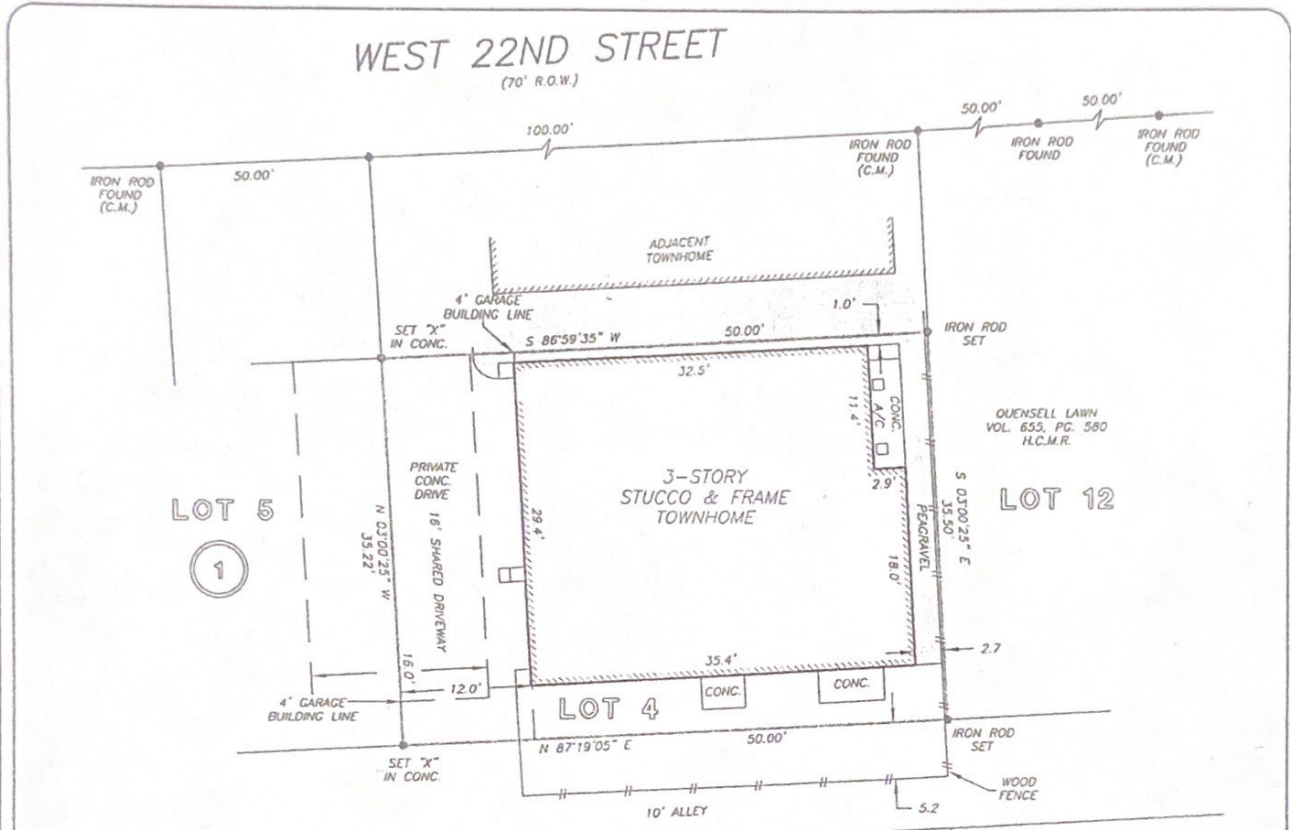 WEST 22ND STREET
(70' R.O.W.)
50.00'
50.00'
100.00'
50.00'
IRON ROD
FOUND
(C.M.)
IRON ROD
FOUND
(C.M.)
IRON ROD
FOUND
IRON ROD
FOUND
(C.M.)
ADJACENT
TOWNHOME
4' GARAGE
BUILDING LINE
1.0'
SET "X"
IN CONC.
S 86°59'35" W
50.00'
IRON ROD
SET
32.5'
11.4'
A/C
CONC.
OUENSELL LAWN
VOL. 655, PG. 580
H.C.M.R.
PRIVATE
CONC.
DRIVE
16' SHARED DRIVEWAY
3-STORY
STUCCO & FRAME
TOWNHOME
2.9'
LOT 5
LOT 12
1
N 03°00'25" W
35.22'
29.4'
PEAGRAVEL
S 03°00'25" E
35.50'
18.0'
35.4'
2.7
16.0'
12.0'
4' GARAGE
BUILDING LINE
LOT 4
CONC.
CONC.
N 87°19'05" E
50.00'
IRON ROD
SET
SET "X"
IN CONC.
WOOD
FENCE
10' ALLEY
5.2